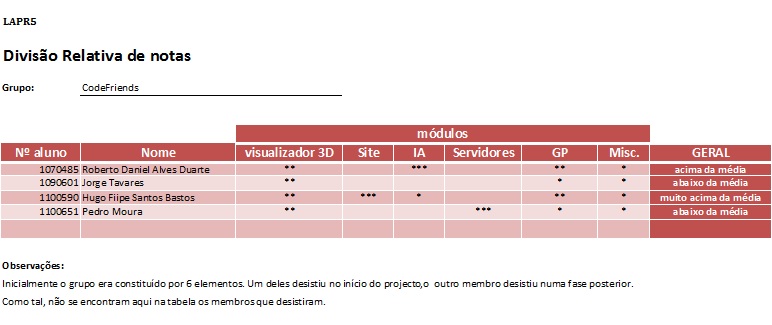 LAPR5
Divisão Relativa de notas
Grupo: CodeFriends
módulos
Nº aluno Nome visualizador 3D Site IA Servidores GP Misc. GERAL
1070485 Roberto Daniel Alves Duarte ** *** ** * acima da média
1090601 Jorge Tavares ** * * abaixo da média
1100590 Hugo Fiipe Santos Bastos ** *** * ** * muito acima da média
1100651 Pedro Moura ** *** * * abaixo da média
Observações:
Inicialmente o grupo era constituído por 6 elementos. Um deles desistiu no início do projecto,o outro membro desistiu numa fase posterior.
Como tal, não se encontram aqui na tabela os membros que desistiram.